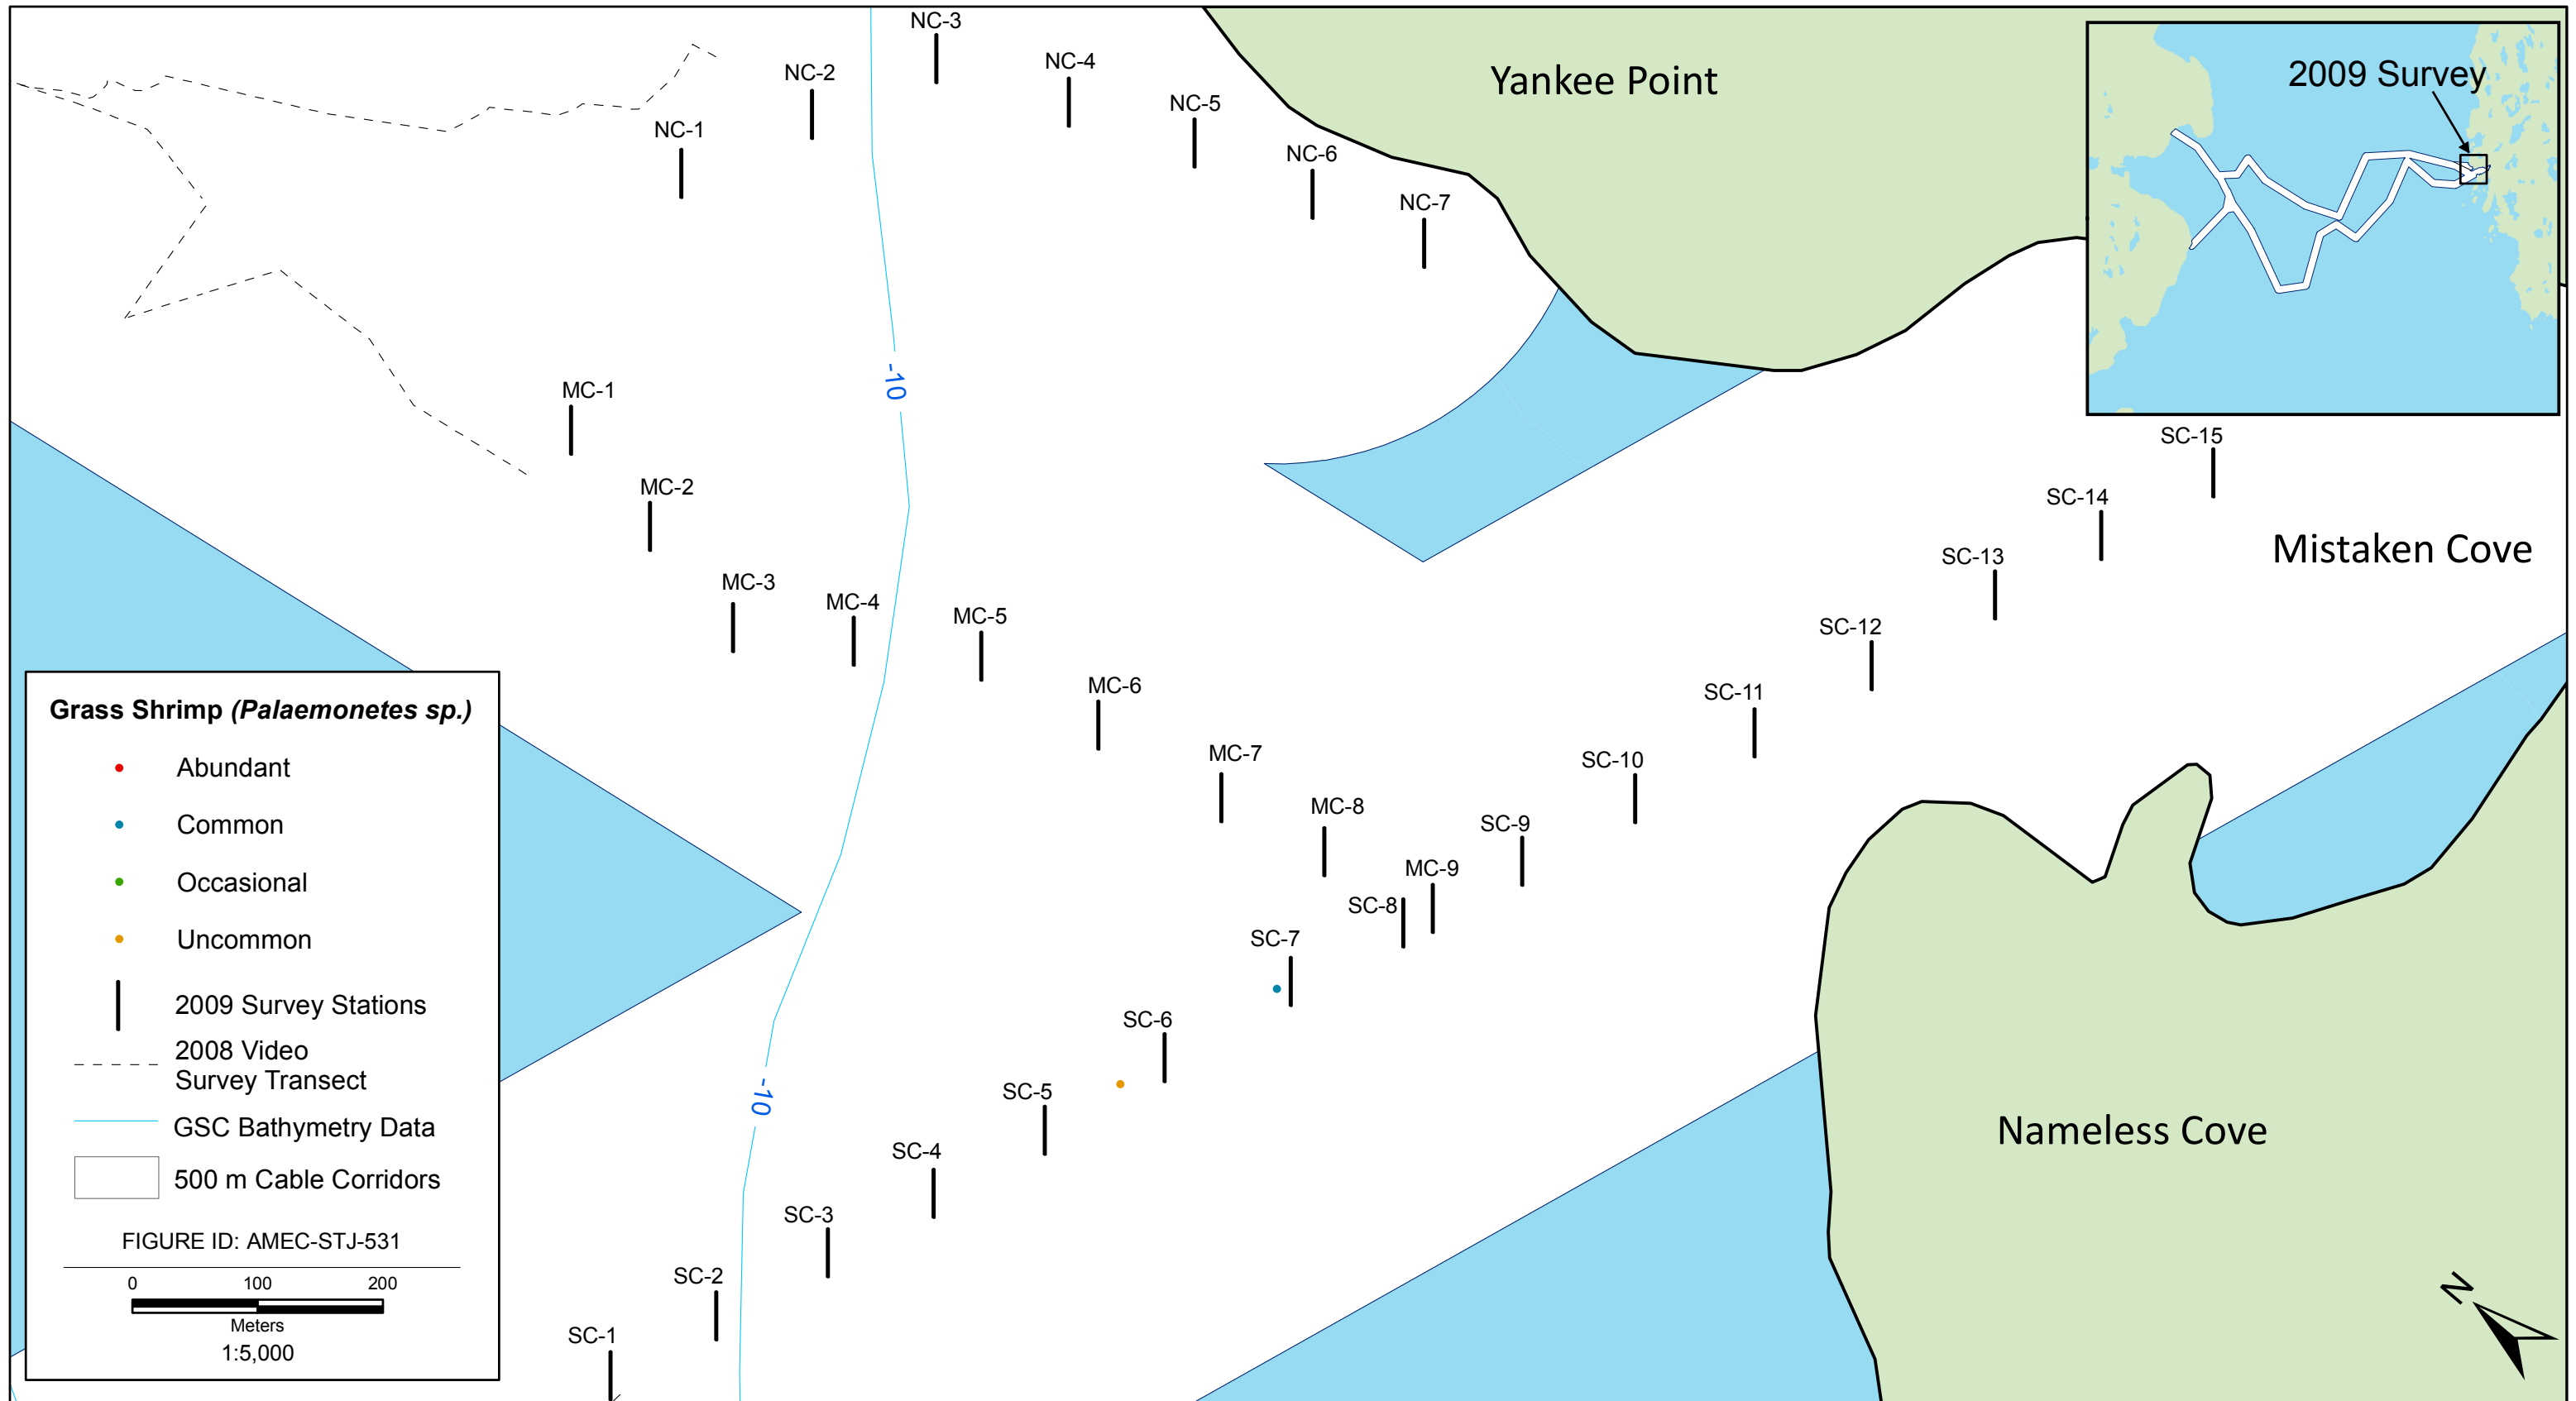 NC-3
NC-4
NC-2
NC-5
NC-1
NC-6
NC-7
Yankee Point
2009 Survey
-10
MC-1
MC-2
MC-3
MC-4
MC-5
MC-6
MC-7
MC-8
MC-9
SC-15
SC-14
Mistaken Cove
SC-13
SC-12
SC-11
SC-10
SC-9
SC-8
SC-7
SC-6
SC-5
SC-4
SC-3
SC-2
SC-1
-10
Nameless Cove
N
Grass Shrimp (Palaemonetes sp.)
Abundant
Common
Occasional
Uncommon
2009 Survey Stations
2008 Video
Survey Transect
GSC Bathymetry Data
500 m Cable Corridors
FIGURE ID: AMEC-STJ-531
0 100 200
Meters
1:5,000